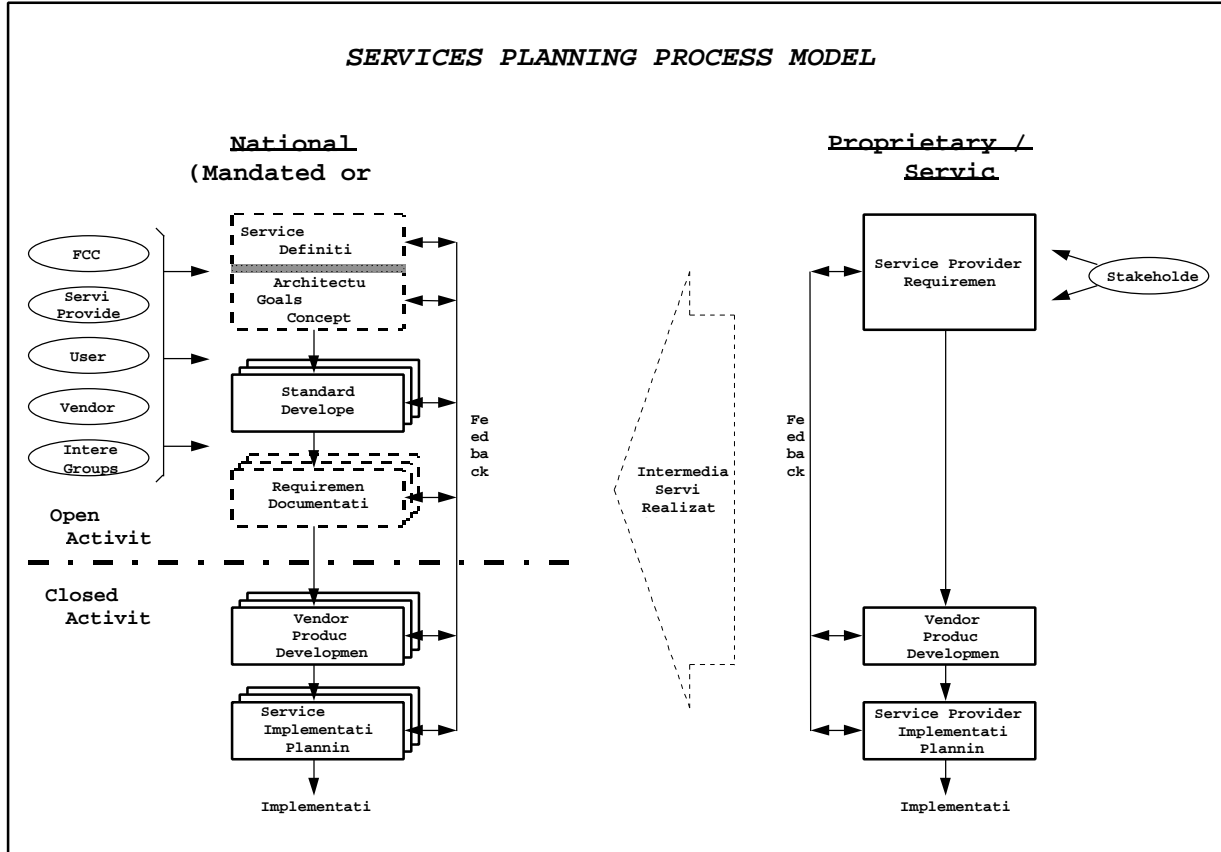 SERVICES PLANNING PROCESS MODEL
National
(Mandated or
FCC
Servi
Provide
User
Vendor
Intere
Groups
Service
Definiti
Architectu
Goals
Concept
Standard
Develope
Requiremen
Documentati
Open
Activit
Closed
Activit
Vendor
Produc
Developmen
Service
Implementati
Plannin
Implementati
Fe
ed
ba
ck
Intermedia
Servi
Realizat
Proprietary /
Servic
Fe
ed
ba
ck
Service Provider
Requiremen
Stakeholde
Vendor
Produc
Developmen
Service Provider
Implementati
Plannin
Implementati